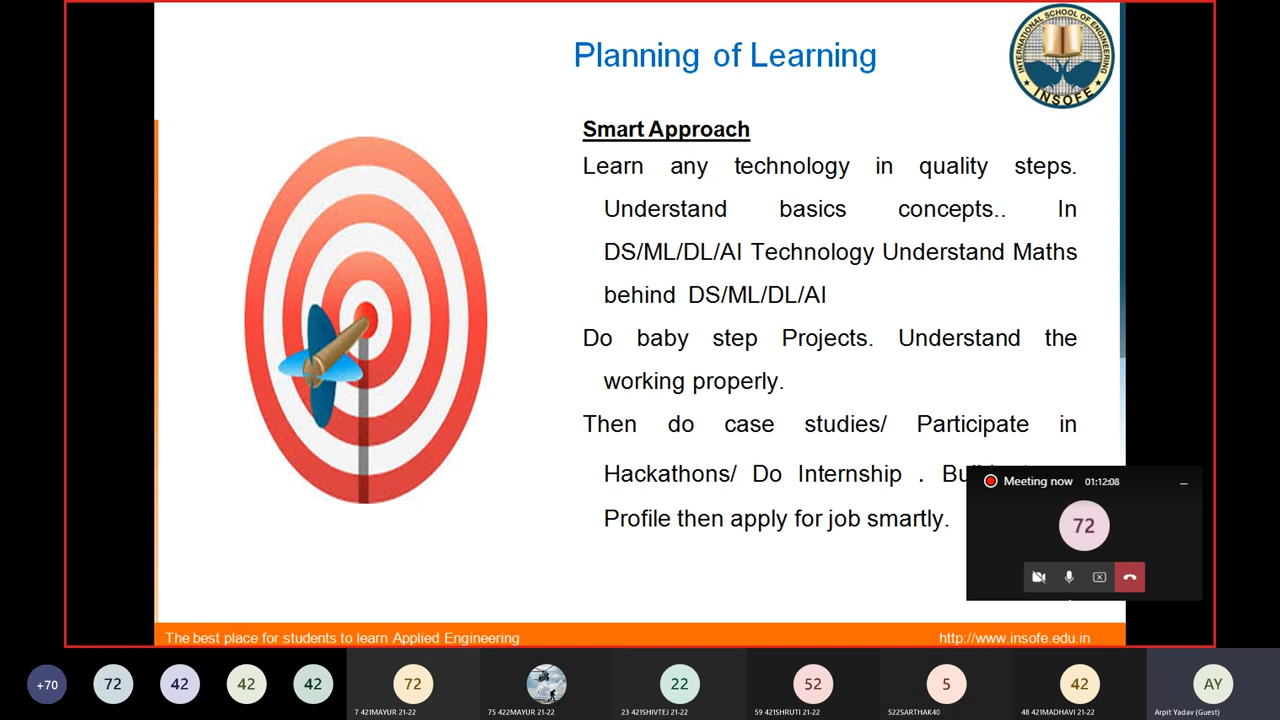 Planning of Learning
INTERNATIONAL SCHOOL OF ENGINEERING
INSOFE
Smart Approach
Learn any technology in quality steps.
Understand basics concepts.. In
DS/ML/DL/AI Technology Understand Maths
behind DS/ML/DL/AI
Do baby step Projects. Understand the
working properly.
Then do case studies/ Participate in
Hackathons/ Do Internship .
Profile then apply for job smartly.
Meeting now 01:12:08
72
The best place for students to learn Applied Engineering
http://www.insofe.edu.in
+70 72 42 42 42 72 22 52 5 42 AY
7 421MAYUR 21-22 75 422MAYUR 21-22 23 421SHIVTEJ 21-22 59 421SHRUTI 21-22 522SARTHAK40 48 421MADHAVI 21-22 Arpit Yadav (Guest)